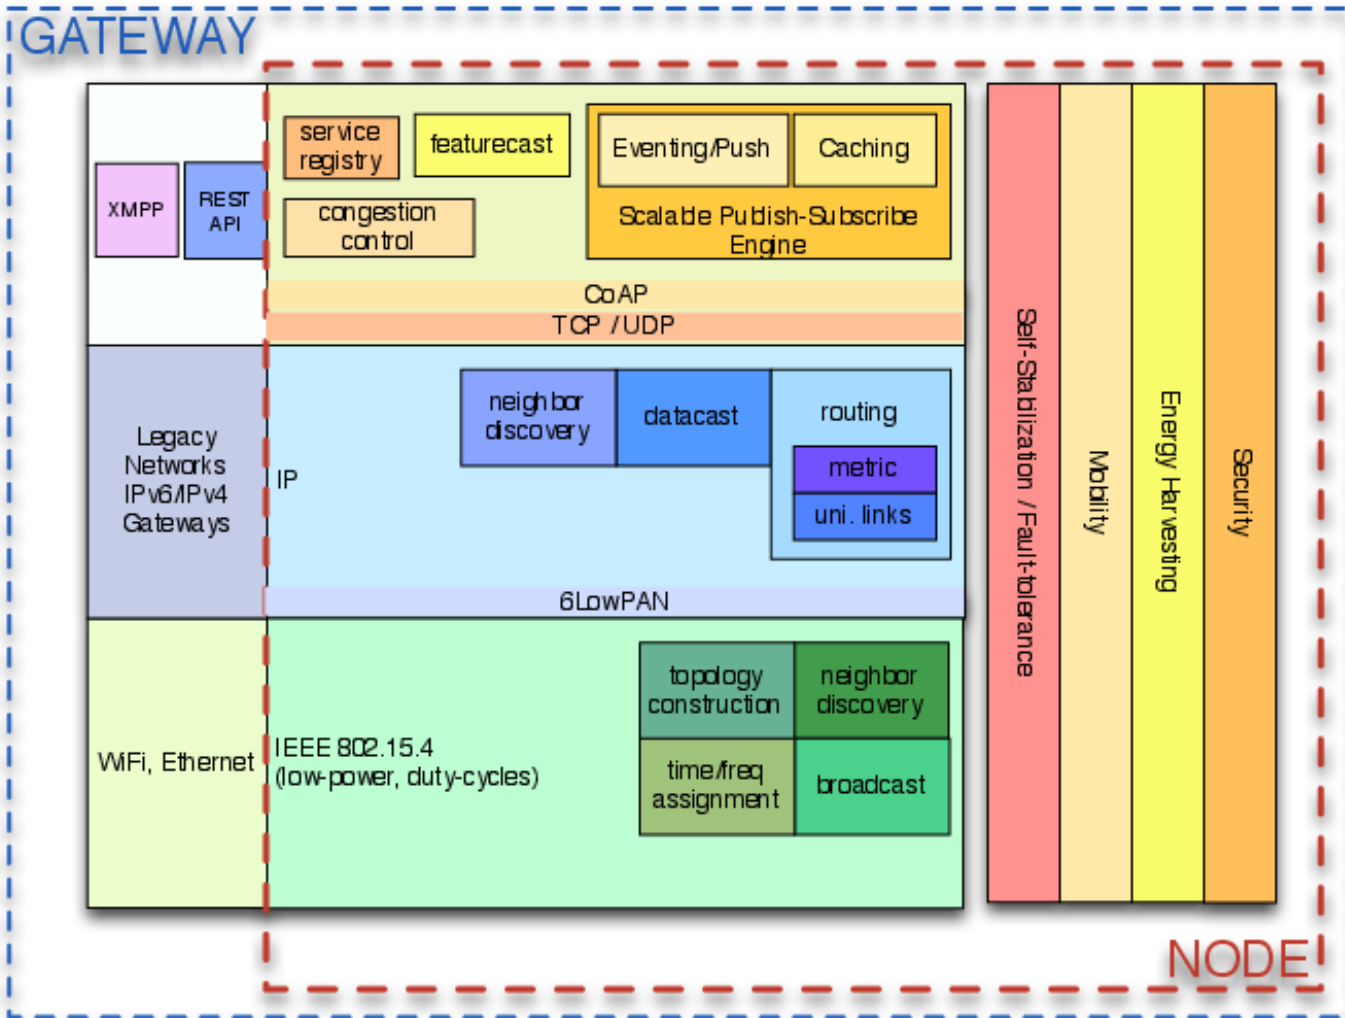 GATEWAY
service
registry
featurecast
Eventing/Push
Caching
XMPP
REST
API
congestion
control
Scalable Publish-Subscribe
Engine
CoAP
TCP / UDP
Legacy
Networks
IPv6/IPv4
Gateways
IP
neighbor
discovery
datacast
routing
metric
uni. links
6LowPAN
WiFi, Ethernet
IEEE 802.15.4
(low-power, duty-cycles)
topology
construction
neighbor
discovery
time/freq
assignment
broadcast
Self-Stabilization / Fault-tolerance
Mobility
Energy Harvesting
Security
NODE